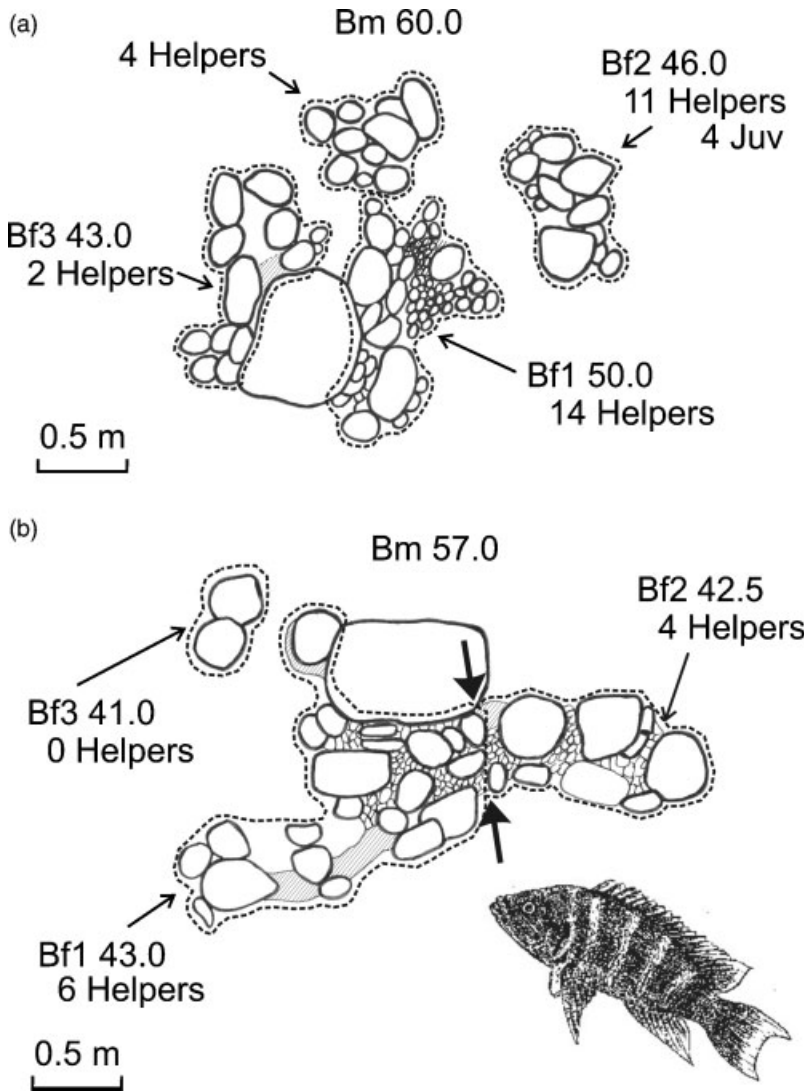 (a)
Bm 60.0
4 Helpers
Bf2 46.0
11 Helpers
4 Juv
Bf3 43.0
2 Helpers
Bf1 50.0
14 Helpers
0.5 m
(b)
Bm 57.0
Bf2 42.5
4 Helpers
Bf3 41.0
0 Helpers
Bf1 43.0
6 Helpers
0.5 m